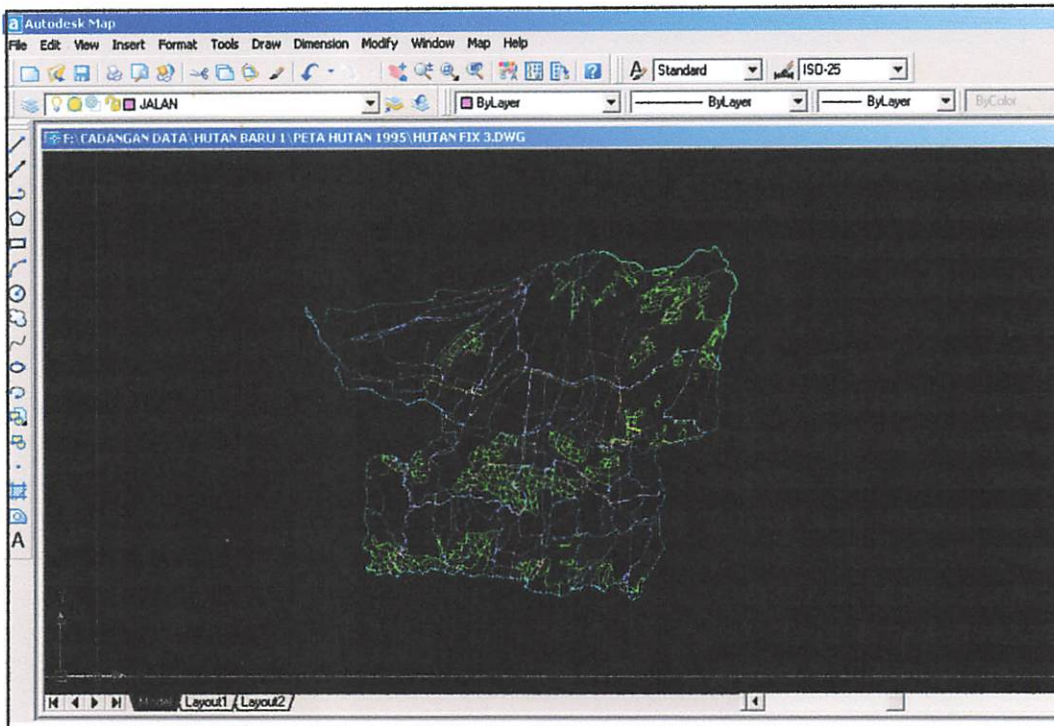 a Autodesk Map
File Edit View Insert Format Tools Draw Dimension Modify Window Map Help
A Standard ISO-25
JALAN ByLayer ByLayer ByLayer ByColor
F:\CADANGAN DATA\HUTAN BARU 1\PETA HUTAN 1995\HUTAN FIX 3.DWG
A
Model Layout1 Layout2